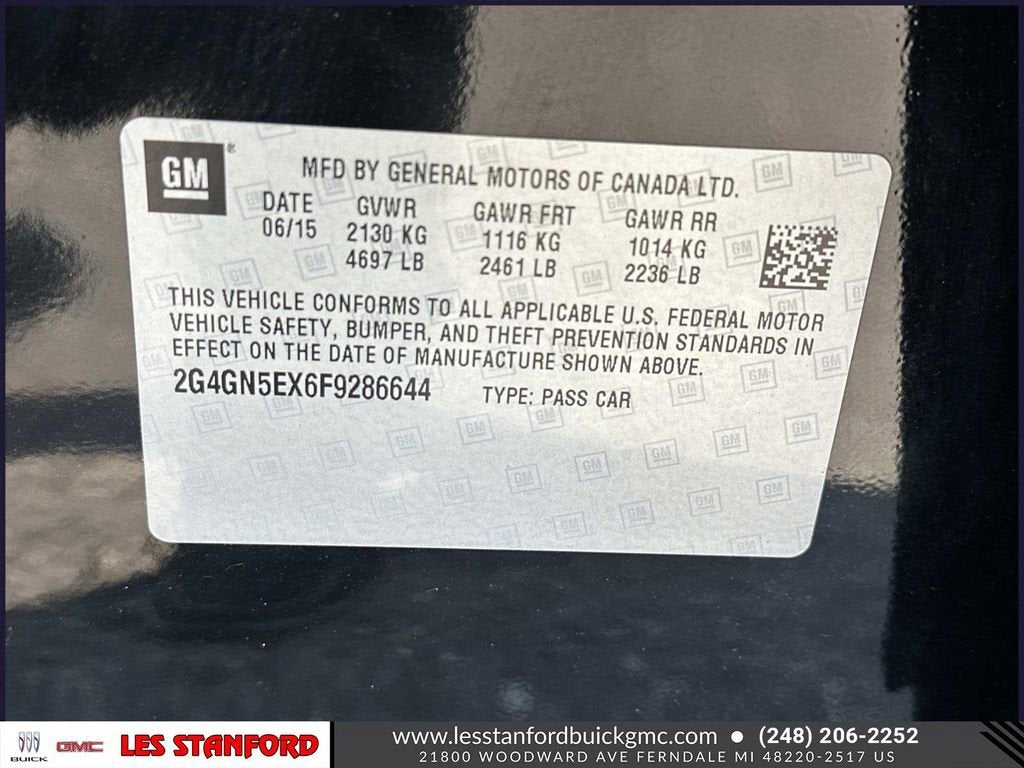 GM
MFD BY GENERAL MOTORS OF CANADA LTD.
DATE GVWR GAWR FRT GAWR RR
06/15 2130 KG 1116 KG 1014 KG
4697 LB 2461 LB 2236 LB
THIS VEHICLE CONFORMS TO ALL APPLICABLE U.S. FEDERAL MOTOR
VEHICLE SAFETY, BUMPER, AND THEFT PREVENTION STANDARDS IN
EFFECT ON THE DATE OF MANUFACTURE SHOWN ABOVE.
2G4GN5EX6F9286644 TYPE: PASS CAR
BUICK GMC LES STANFORD
www.lesstanfordbuickgmc.com • (248) 206-2252
21800 WOODWARD AVE FERNDALE MI 48220-2517 US